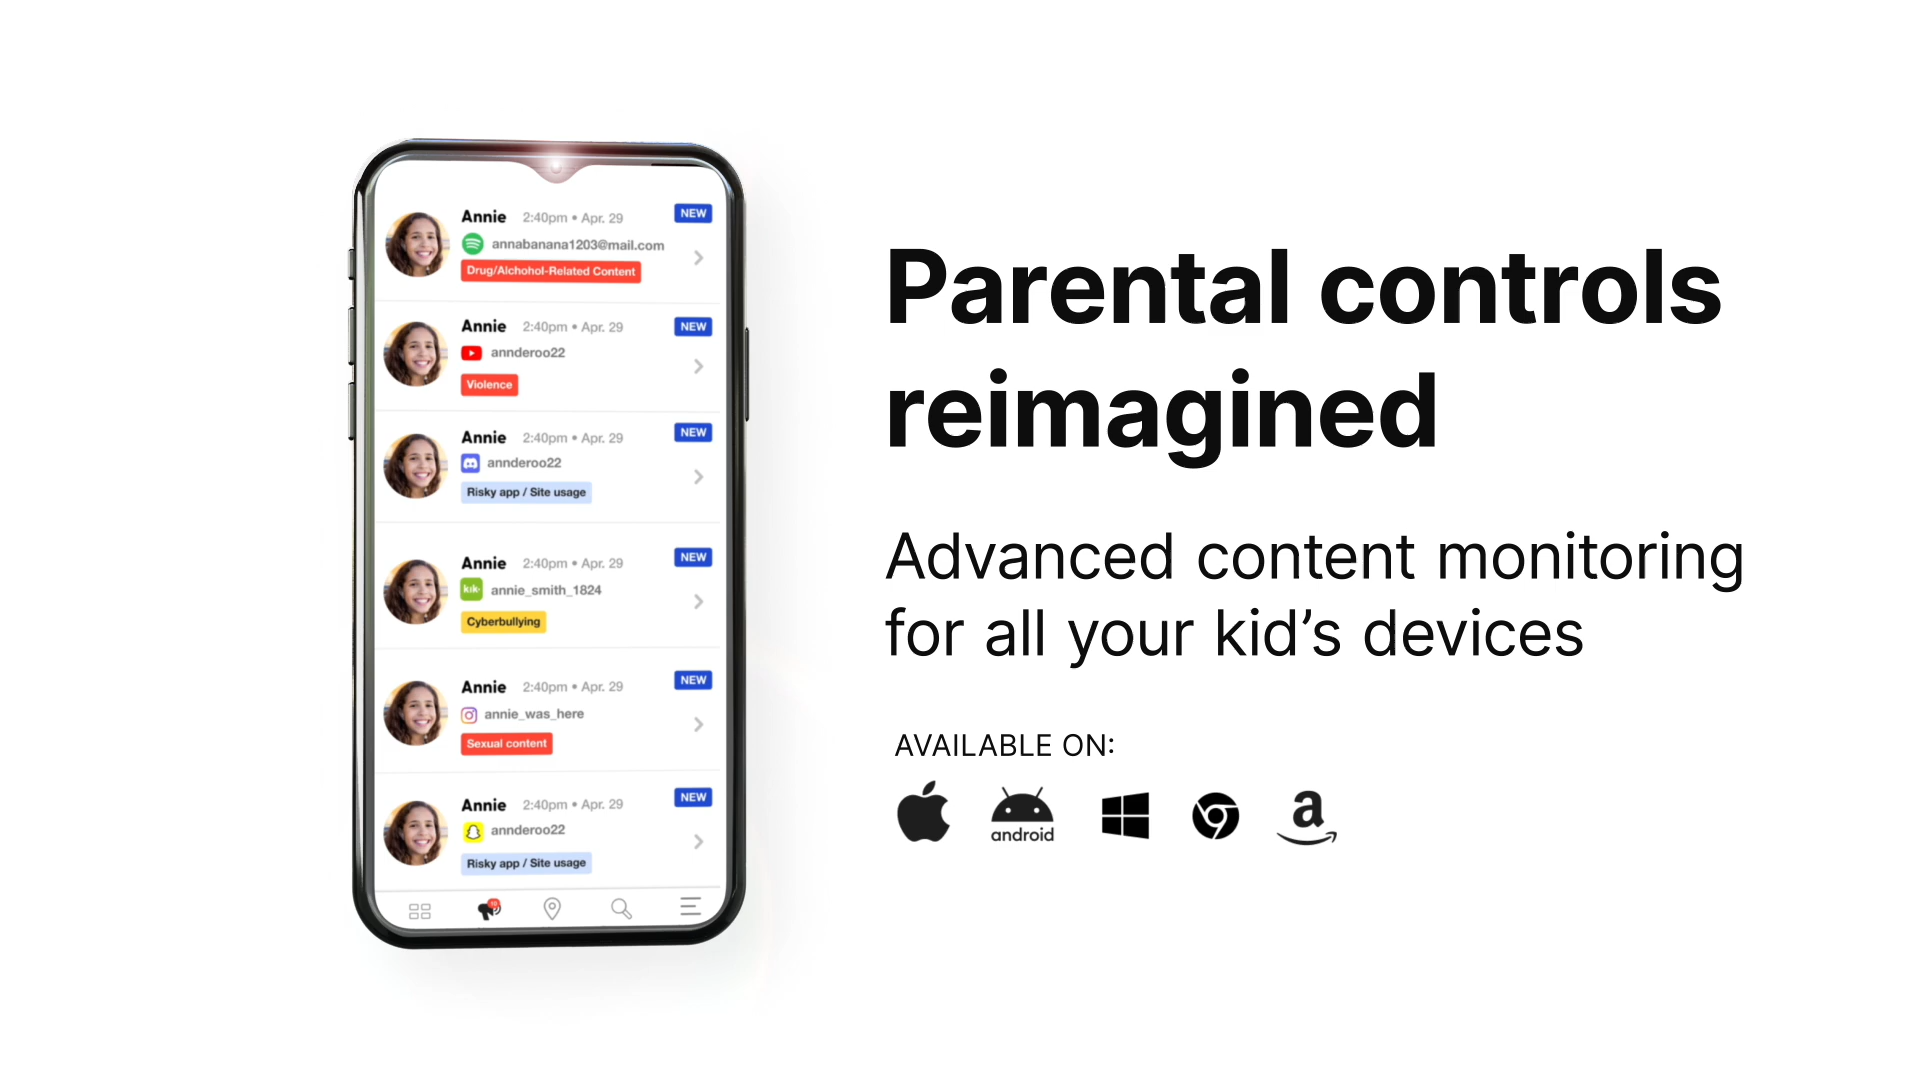 Annie 2:40pm • Apr. 29 NEW
annabanana1203@mail.com
Drug/Alchohol-Related Content
Annie 2:40pm • Apr. 29 NEW
annderoo22
Violence
Annie 2:40pm • Apr. 29 NEW
annderoo22
Risky app / Site usage
Annie 2:40pm • Apr. 29 NEW
kik• annie_smith_1824
Cyberbullying
Annie 2:40pm • Apr. 29 NEW
annie_was_here
Sexual content
Annie 2:40pm • Apr. 29 NEW
annderoo22
Risky app / Site usage
Parental controls
reimagined
Advanced content monitoring
for all your kid’s devices
AVAILABLE ON:
android
a